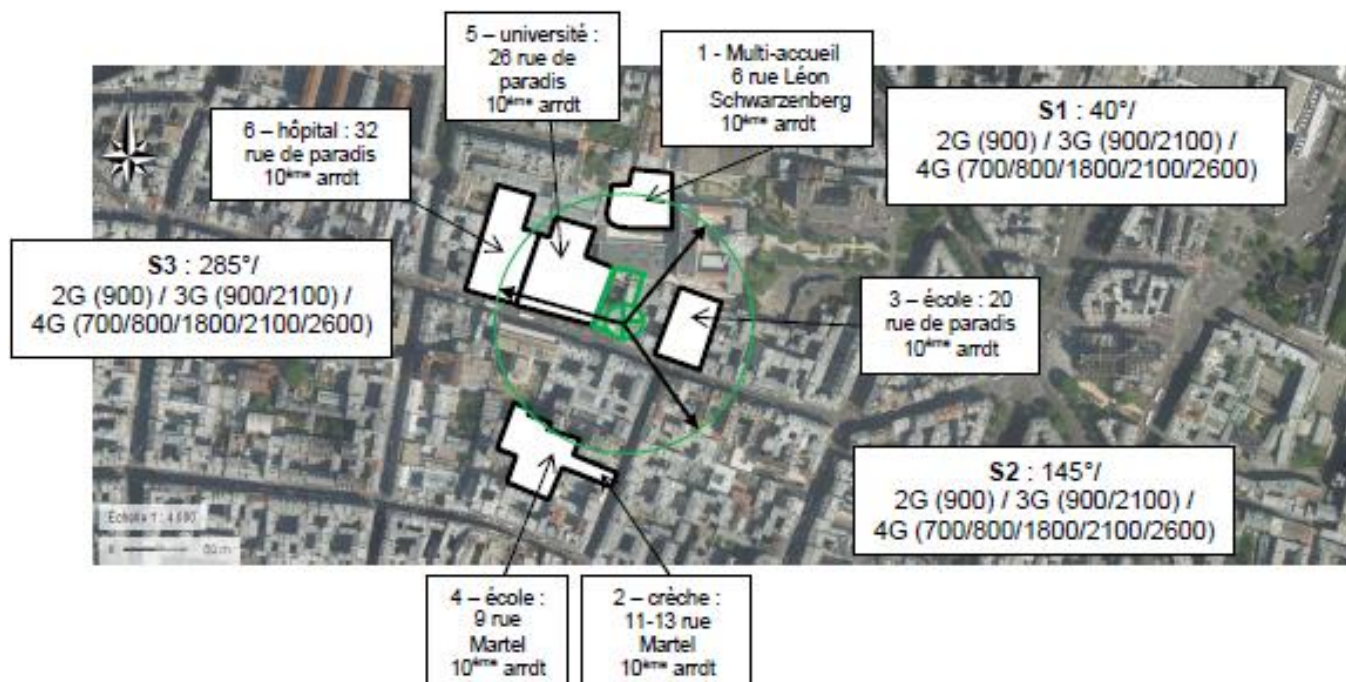 5 – université :
26 rue de
paradis
10ème arrdt
1 - Multi-accueil
6 rue Léon
Schwarzenberg
10ème arrdt
S1 : 40°/
2G (900) / 3G (900/2100) /
4G (700/800/1800/2100/2600)
6 – hôpital : 32
rue de paradis
10ème arrdt
S3 : 285°/
2G (900) / 3G (900/2100) /
4G (700/800/1800/2100/2600)
3 – école : 20
rue de paradis
10ème arrdt
S2 : 145°/
2G (900) / 3G (900/2100) /
4G (700/800/1800/2100/2600)
Echelle 1 :
0
m
4 – école :
9 rue
Martel
10ème arrdt
2 – crèche :
11-13 rue
Martel
10ème arrdt